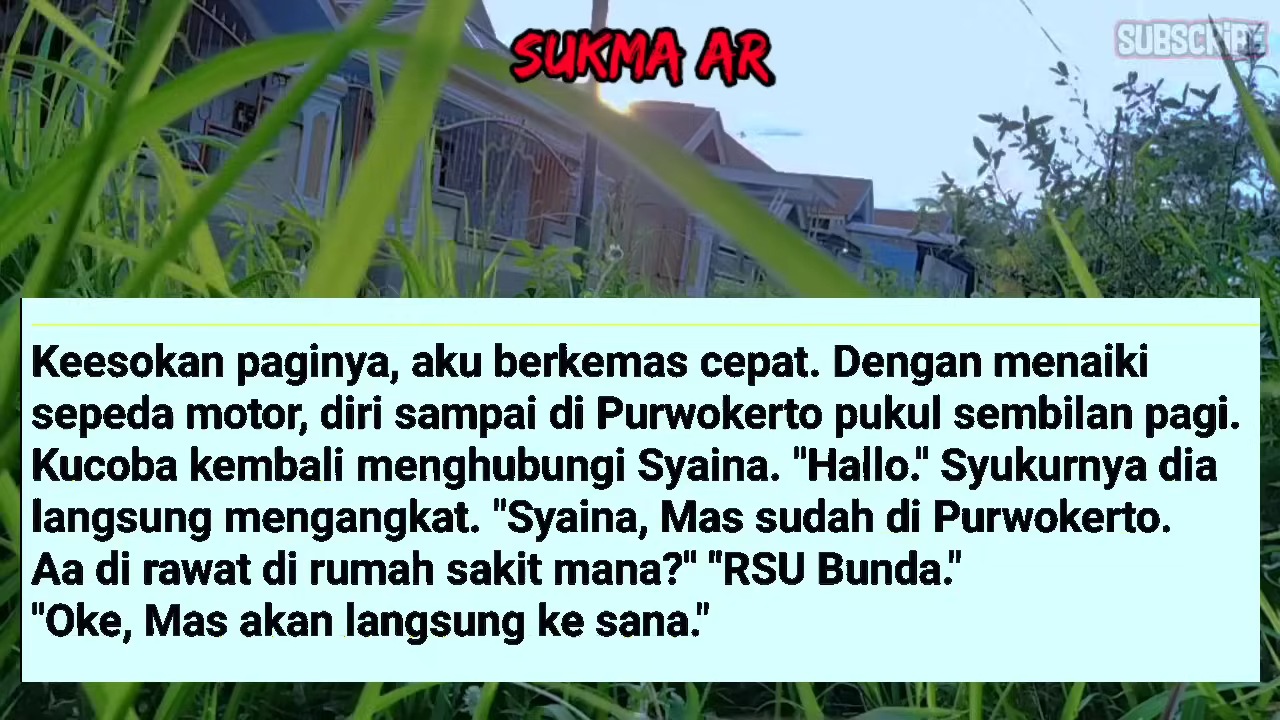 SUKMA AR
SUBSCRIBE
Keesokan paginya, aku berkemas cepat. Dengan menaiki
sepeda motor, diri sampai di Purwokerto pukul sembilan pagi.
Kucoba kembali menghubungi Syaina. "Hallo." Syukurnya dia
langsung mengangkat. "Syaina, Mas sudah di Purwokerto.
Aa di rawat di rumah sakit mana?" "RSU Bunda."
"Oke, Mas akan langsung ke sana."